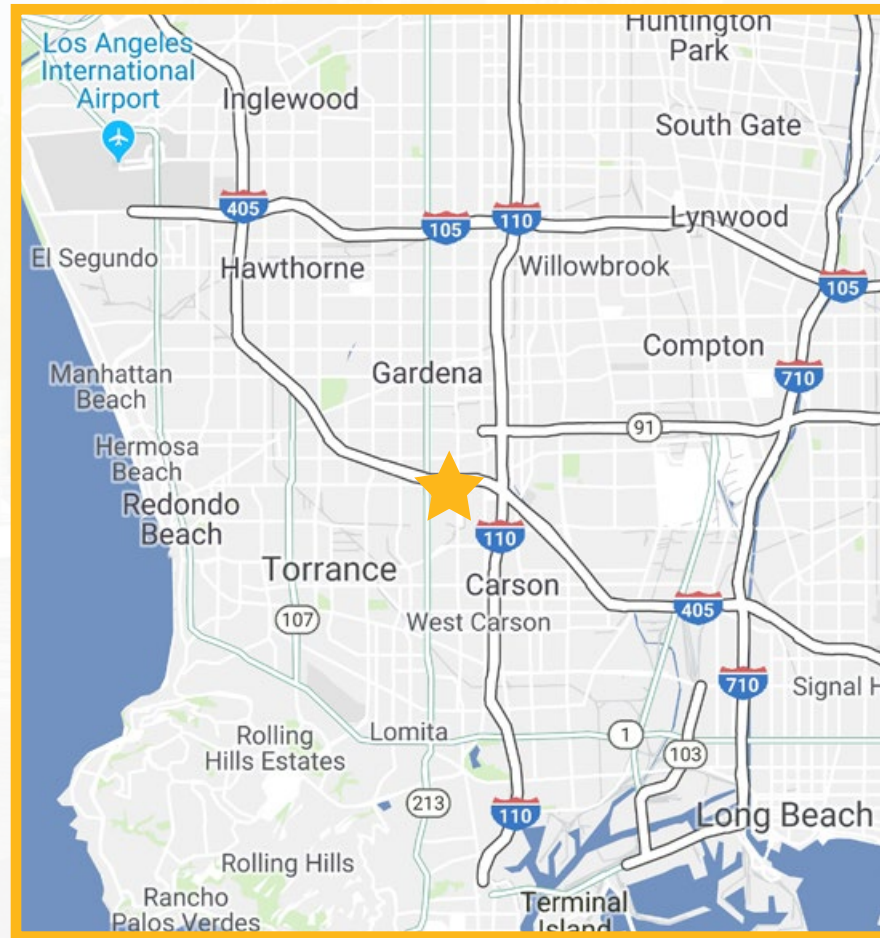 Huntington
Park
Los Angeles
International
Airport
Inglewood
South Gate
405
105
110
Lynwood
El Segundo
Hawthorne
Willowbrook
105
Compton
710
Manhattan
Beach
Gardena
91
Hermosa
Beach
Redondo
Beach
110
Torrance
Carson
107
West Carson
405
710
Signal H
Rolling
Hills Estates
Lomita
1
103
213
110
Long Beach
Rolling Hills
Rancho
Palos Verdes
Terminal
Island